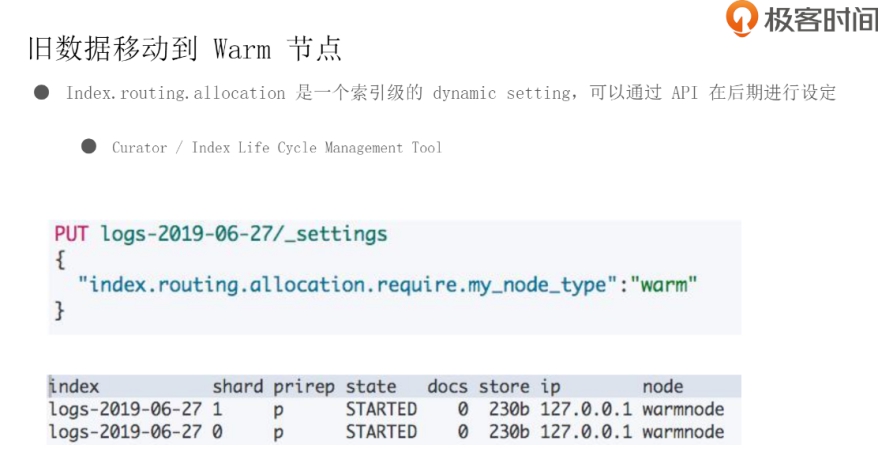 极客时间
旧数据移动到 Warm 节点
Index.routing.allocation 是一个索引级的 dynamic setting，可以通过 API 在后期进行设定
Curator / Index Life Cycle Management Tool
PUT logs-2019-06-27/_settings
{
"index.routing.allocation.require.my_node_type":"warm"
}
index shard prirep state docs store ip node
logs-2019-06-27 1 p STARTED 0 230b 127.0.0.1 warmnode
logs-2019-06-27 0 p STARTED 0 230b 127.0.0.1 warmnode